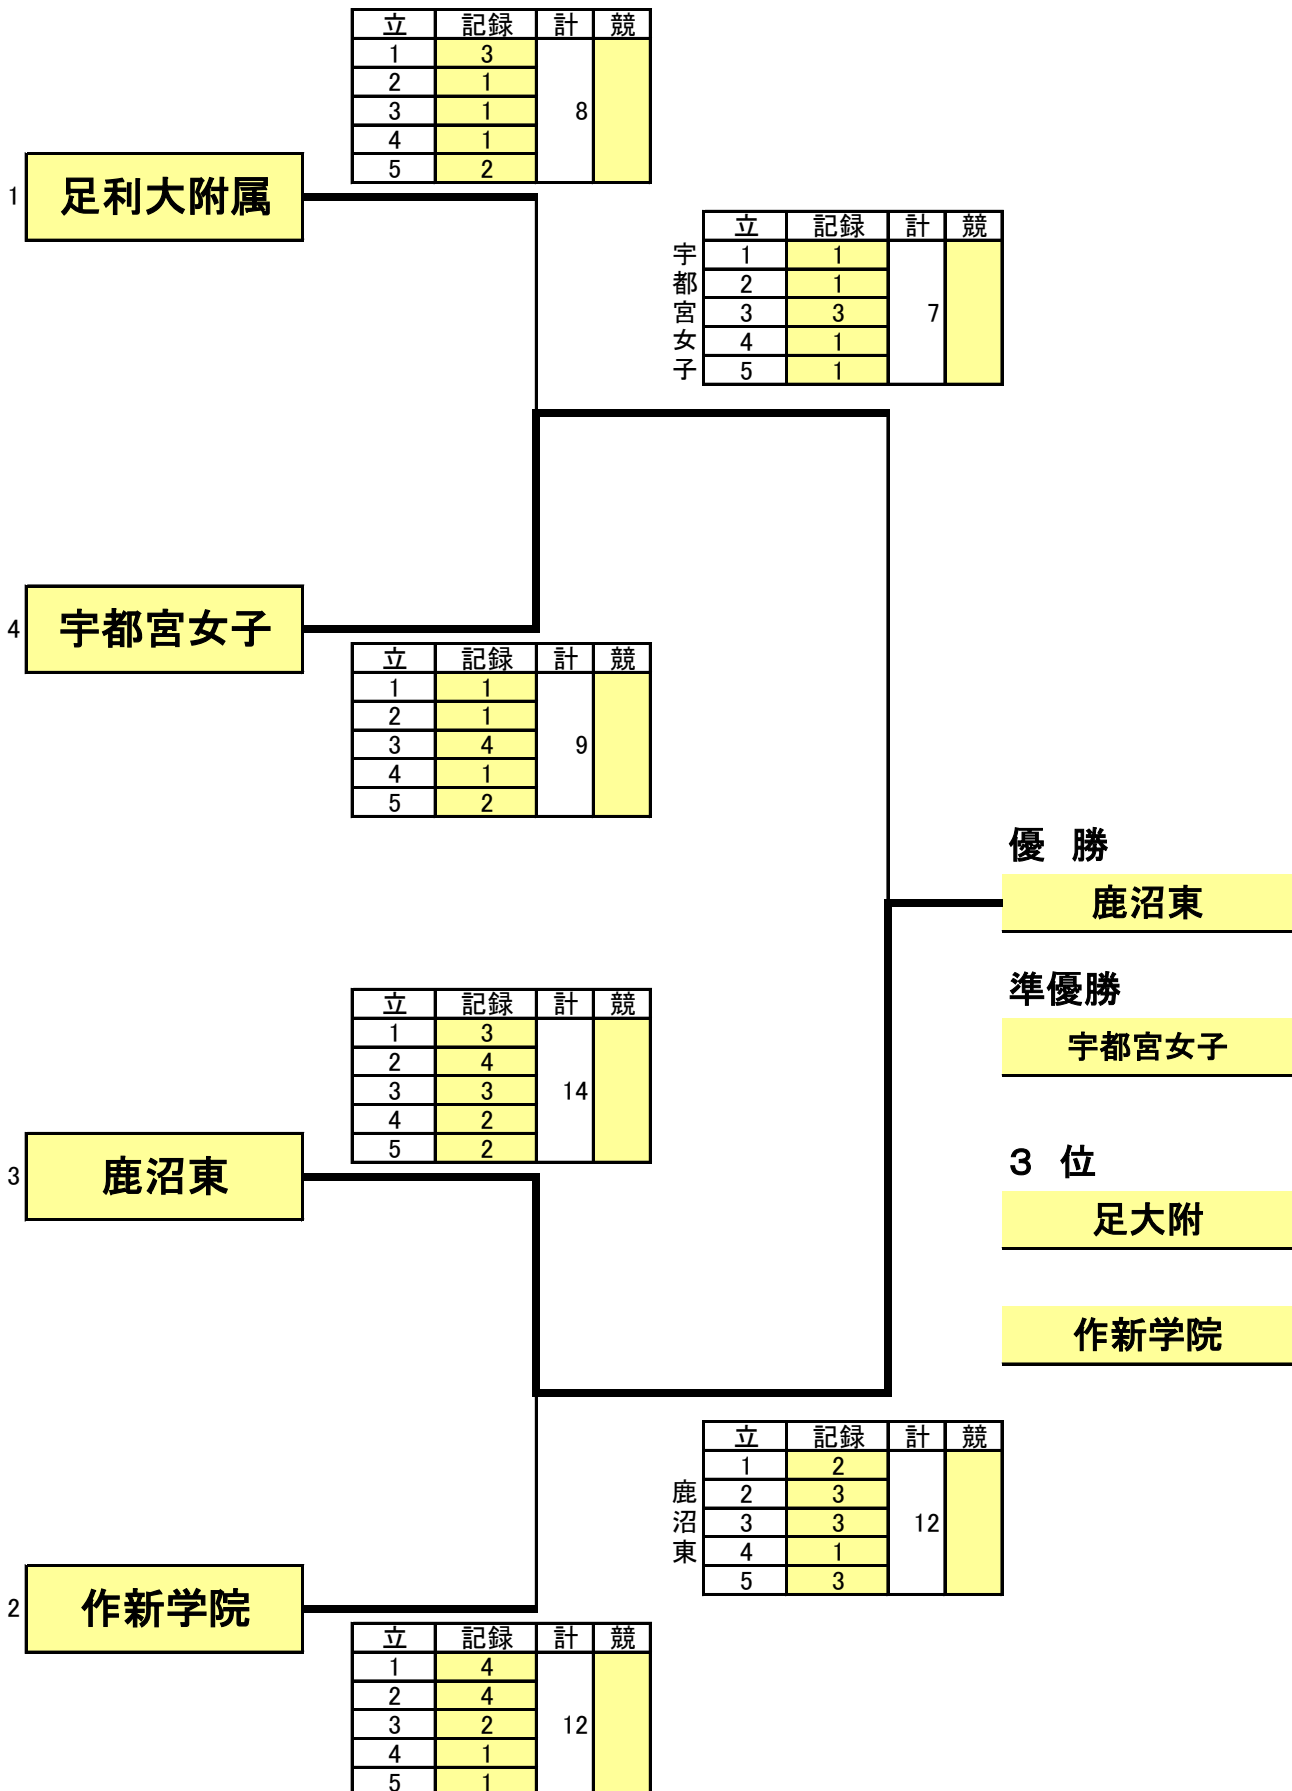 立 記録 計 競
1 3
2 1
3 1 8
4 1
5 2
1 足利大附属
宇都宮女子
立 記録 計 競
1 1
2 1
3 3 7
4 1
5 1
4 宇都宮女子
立 記録 計 競
1 1
2 1
3 4 9
4 1
5 2
優 勝
鹿沼東
準優勝
宇都宮女子
3 位
足大附
作新学院
立 記録 計 競
1 3
2 4
3 3 14
4 2
5 2
3 鹿沼東
鹿沼東
立 記録 計 競
1 2
2 3
3 3 12
4 1
5 3
2 作新学院
立 記録 計 競
1 4
2 4
3 2 12
4 1
5 1